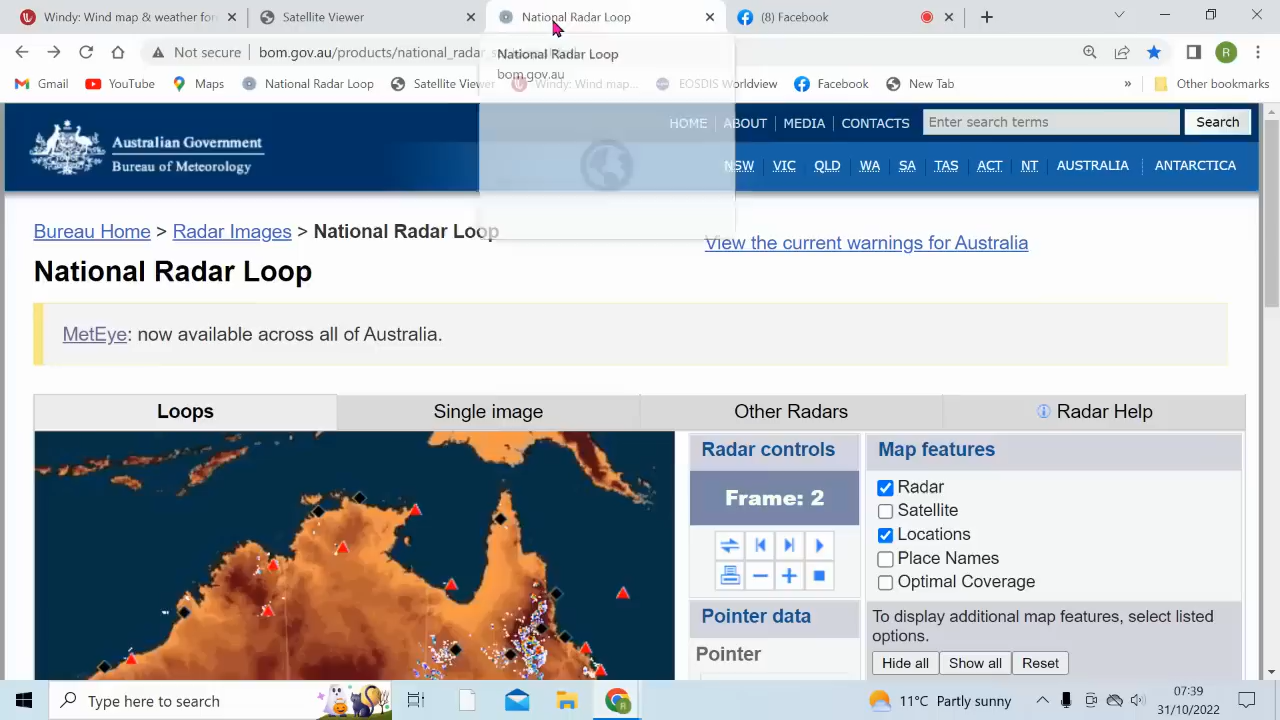 Windy: Wind map & weather for
Satellite Viewer
National Radar Loop
(8) Facebook
Not secure
bom.gov.au/products/national_radar_
National Radar Loop
bom.gov.au
Gmail
YouTube
Maps
National Radar Loop
Satellite Viewer
Windy: Wind map...
EOSDIS Worldview
Facebook
New Tab
»
Other bookmarks
R
Australian Government
Bureau of Meteorology
HOME | ABOUT | MEDIA | CONTACTS
Enter search terms
Search
NSW | VIC | QLD | WA | SA | TAS | ACT | NT | AUSTRALIA | ANTARCTICA
Bureau Home > Radar Images > National Radar Loop
View the current warnings for Australia
National Radar Loop
MetEye: now available across all of Australia.
Loops
Single image
Other Radars
Radar Help
Radar controls
Frame: 2
Pointer data
Pointer
Map features
Radar
Satellite
Locations
Place Names
Optimal Coverage
To display additional map features, select listed
options.
Hide all
Show all
Reset
Type here to search
11°C Partly sunny
07:39
31/10/2022